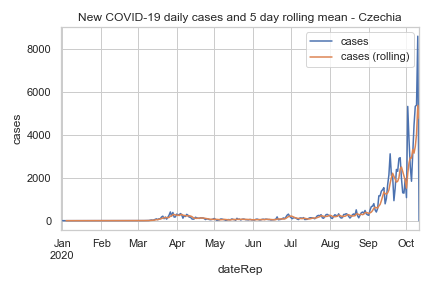 New COVID-19 daily cases and 5 day rolling mean - Czechia
cases
cases (rolling)
8000
6000
4000
2000
0
cases
Jan Feb Mar Apr May Jun Jul Aug Sep Oct
2020
dateRep